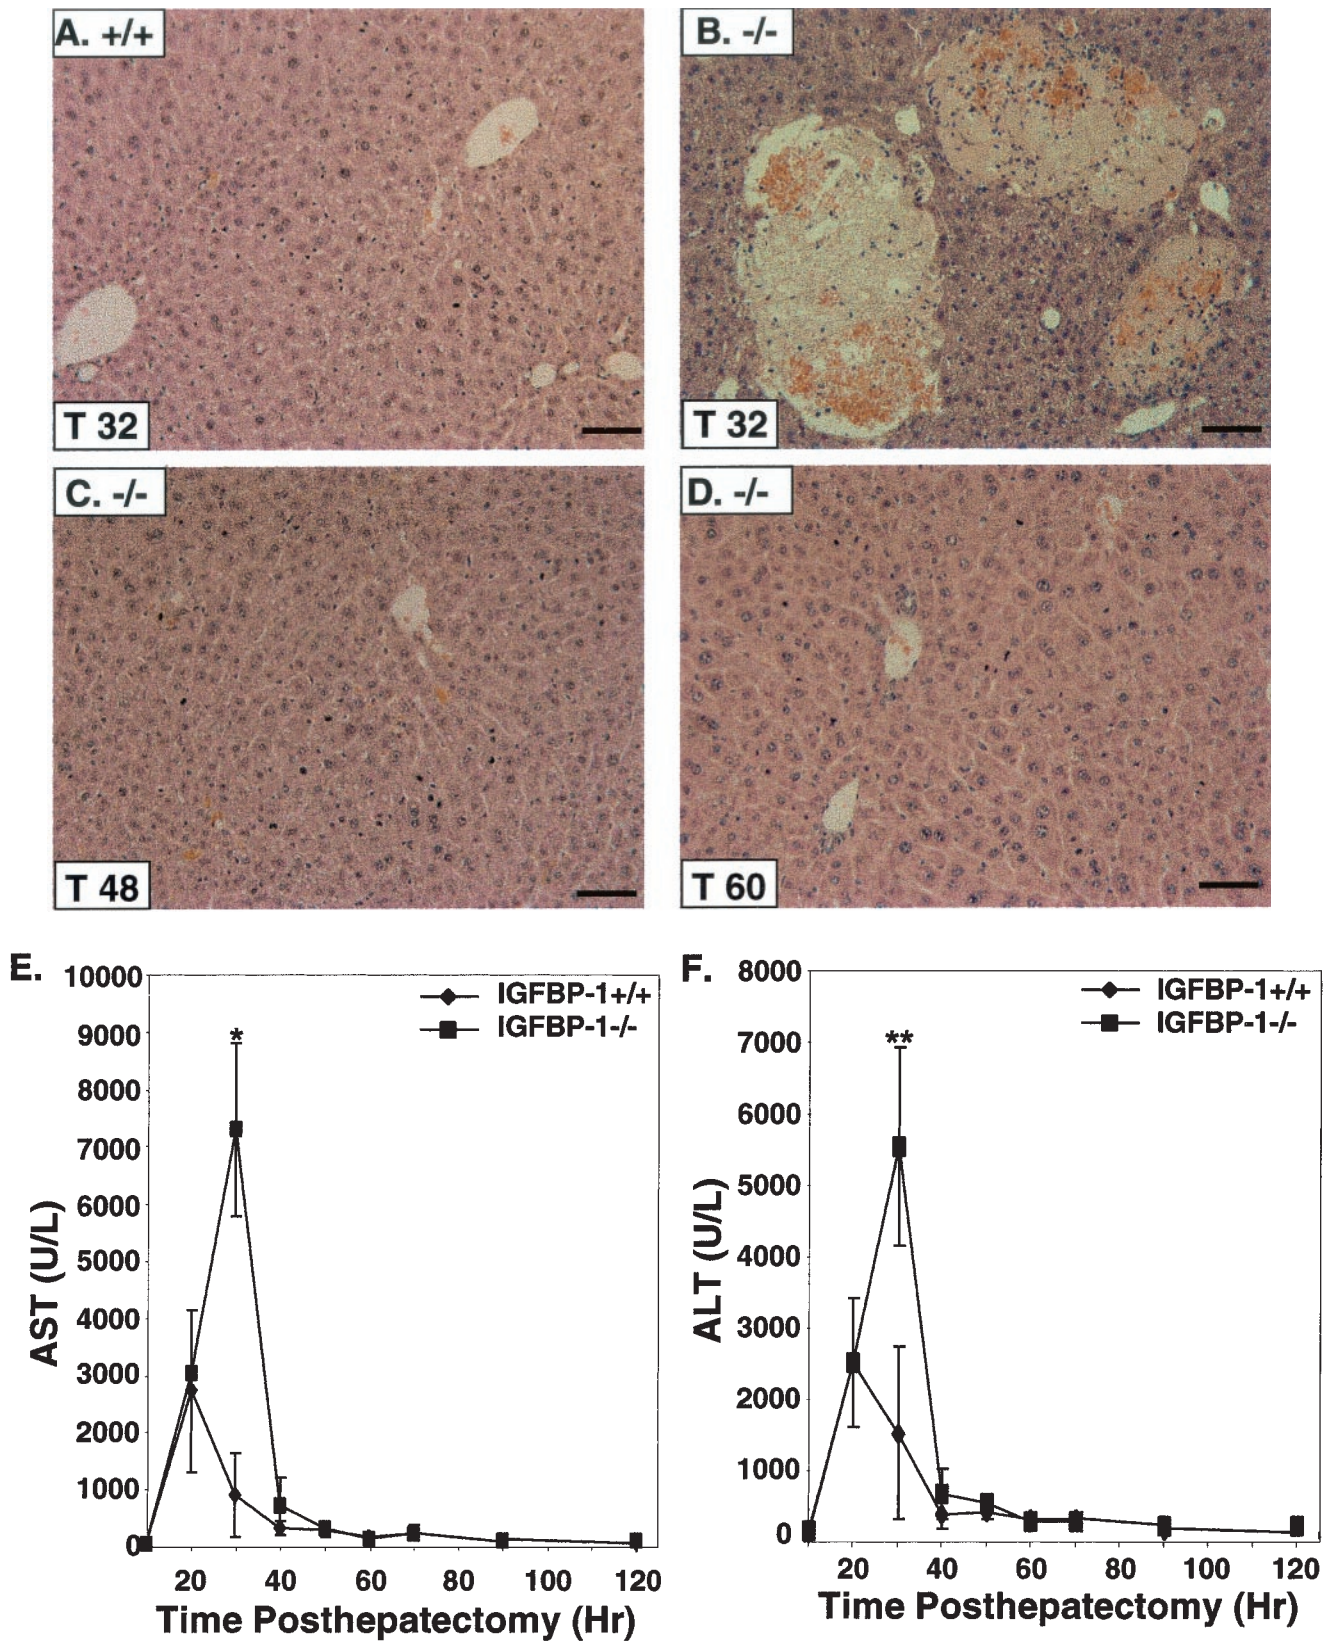 A. +/+
B. -/-
T 32
T 32
C. -/-
D. -/-
T 48
T 60
E.
10000
9000
8000
7000
6000
5000
4000
3000
2000
1000
0
AST (U/L)
*
IGFBP-1+/+
IGFBP-1-/-
20 40 60 80 100 120
Time Posthepatectomy (Hr)
F.
8000
7000
6000
5000
4000
3000
2000
1000
0
ALT (U/L)
**
IGFBP-1+/+
IGFBP-1-/-
20 40 60 80 100 120
Time Posthepatectomy (Hr)